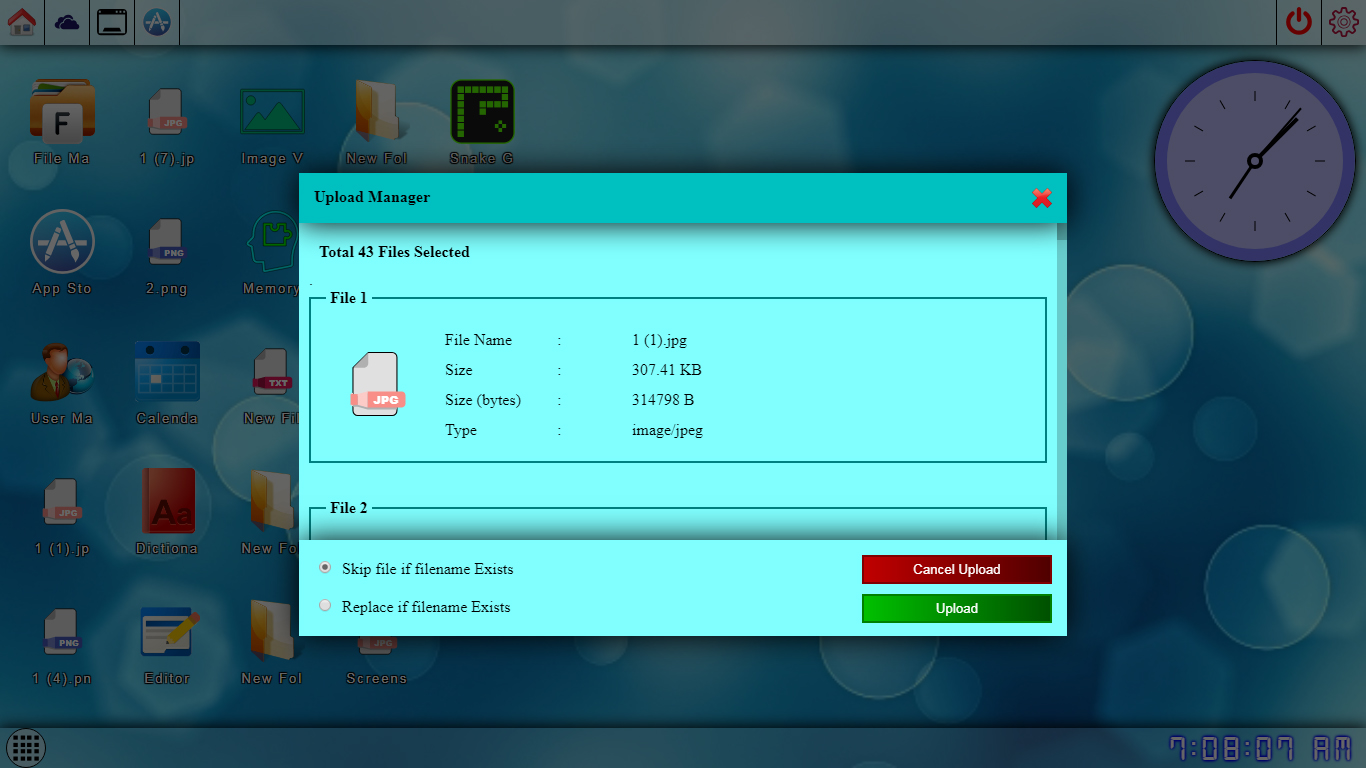 F
File Ma
JPG
1 (7).jp
Image V
New Fol
Snake G
Upload Manager
Total 43 Files Selected
.
File 1
JPG
File Name : 1 (1).jpg
Size : 307.41 KB
Size (bytes) : 314798 B
Type : image/jpeg
File 2
Skip file if filename Exists
Replace if filename Exists
Cancel Upload
Upload
App Sto
PNG
2.png
Memory
User Ma
Calenda
TXT
New Fil
JPG
1 (1).jp
Aa
Dictiona
New Fo
PNG
1 (4).pn
Editor
New Fol
JPG
Screens
7:08:07 AM